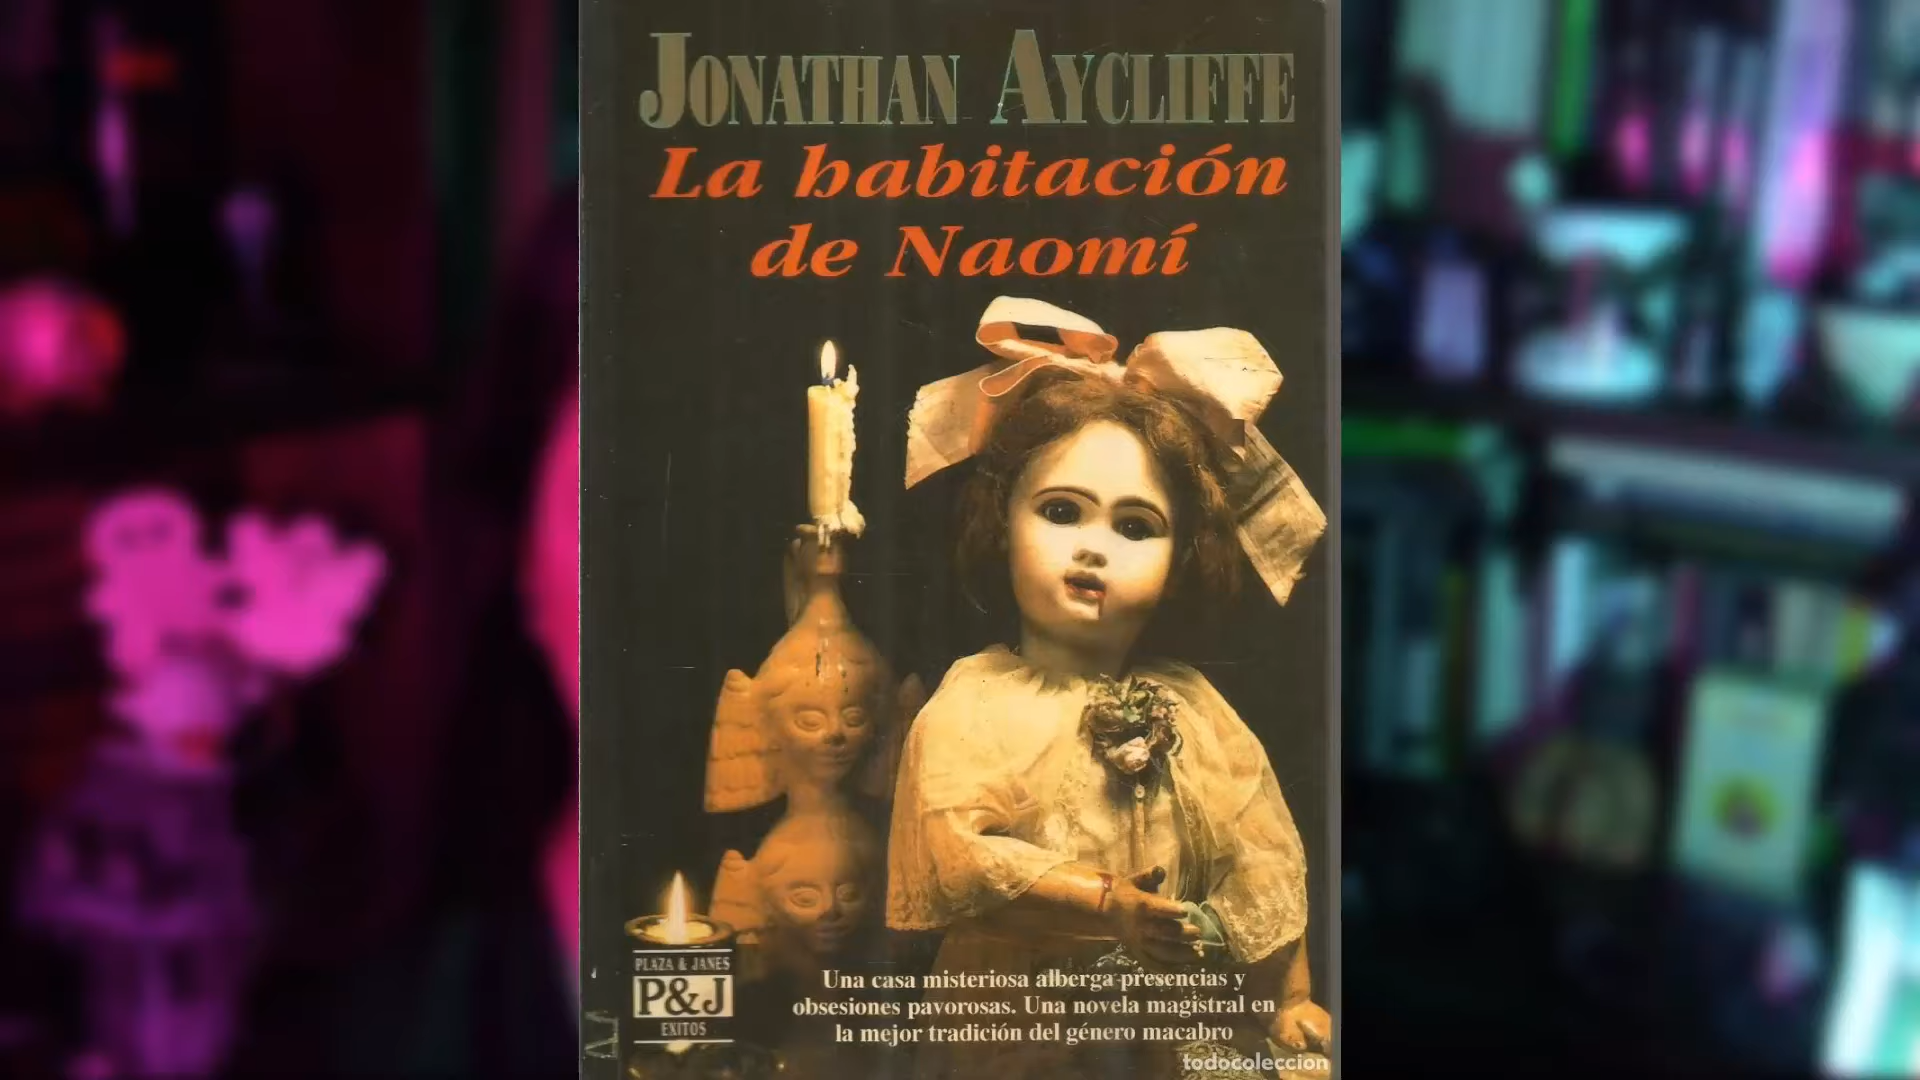 JONATHAN AYCLIFFE
La habitación
de Naomí
PLAZA & JANES
P&J
EXITOS
Una casa misteriosa alberga presencias y
obsesiones pavorosas. Una novela magistral en
la mejor tradición del género macabro
todocoleccion